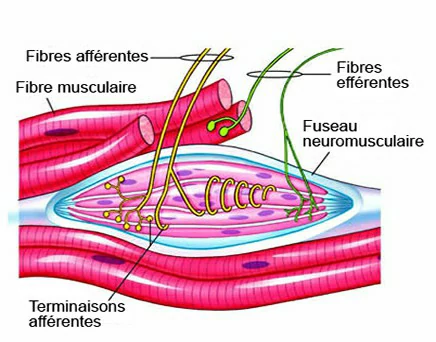 Fibres afférentes
Fibre musculaire
Fibres
efférentes
Fuseau
neuromusculaire
Terminaisons
afférentes